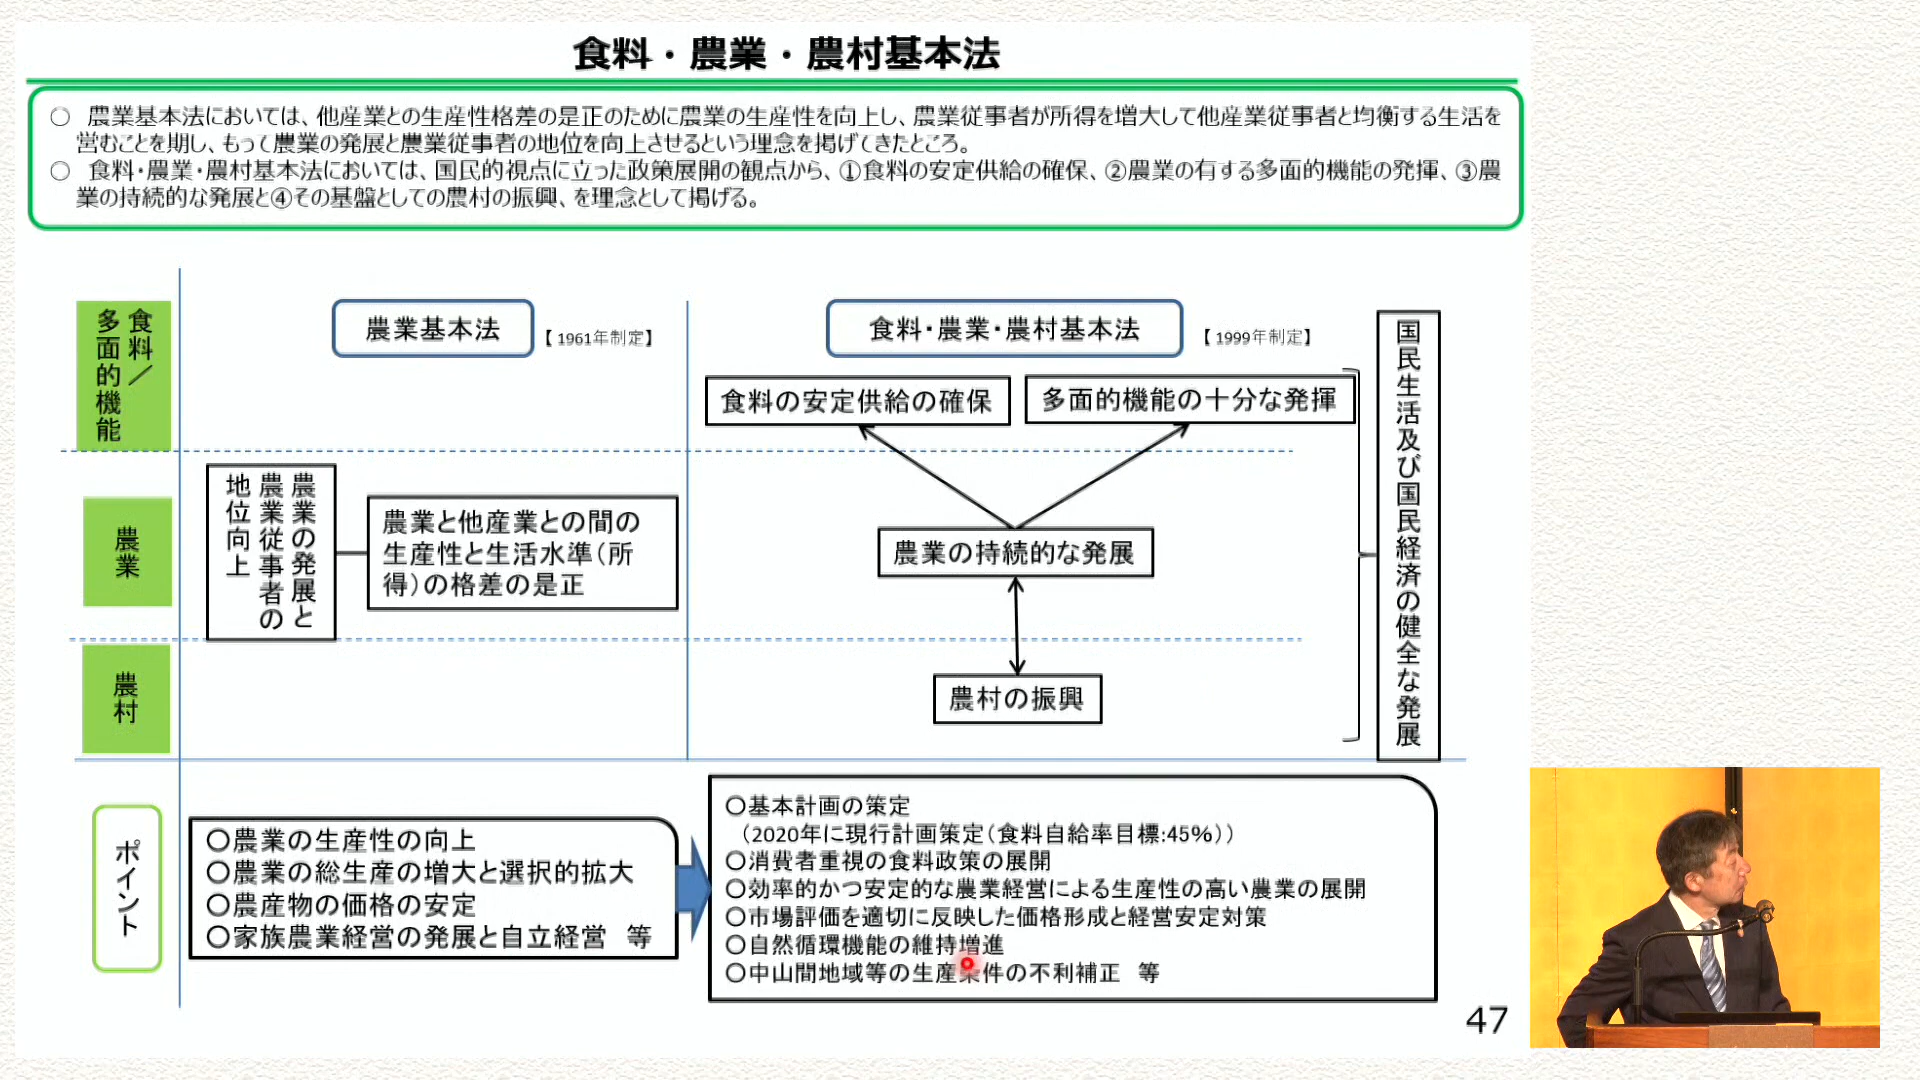 食料・農業・農村基本法
○ 農業基本法においては、他産業との生産性格差の是正のために農業の生産性を向上し、農業従事者が所得を増大して他産業従事者と均衡する生活を
営むことを期し、もって農業の発展と農業従事者の地位を向上させるという理念を掲げてきたところ。
○ 食料・農業・農村基本法においては、国民的視点に立った政策展開の観点から、①食料の安定供給の確保、②農業の有する多面的機能の発揮、③農
業の持続的な発展と④その基盤としての農村の振興、を理念として掲げる。
食料／
多面的機能
農業基本法
【1961年制定】
食料・農業・農村基本法
【1999年制定】
食料の安定供給の確保
多面的機能の十分な発揮
国民生活及び国民経済の健全な発展
農業
農業の発展と
農業従事者の
地位向上
農業と他産業との間の
生産性と生活水準（所
得）の格差の是正
農業の持続的な発展
農村
農村の振興
ポイント
○農業の生産性の向上
○農業の総生産の増大と選択的拡大
○農産物の価格の安定
○家族農業経営の発展と自立経営 等
○基本計画の策定
（2020年に現行計画策定（食料自給率目標:45%））
○消費者重視の食料政策の展開
○効率的かつ安定的な農業経営による生産性の高い農業の展開
○市場評価を適切に反映した価格形成と経営安定対策
○自然循環機能の維持増進
○中山間地域等の生産条件の不利補正 等
47